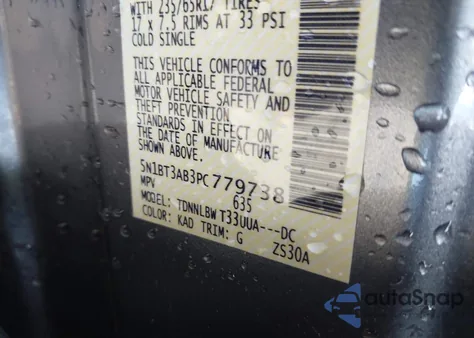 WITH 235/65R17 TIRES
17 x 7.5 RIMS AT 33 PSI
COLD SINGLE
THIS VEHICLE CONFORMS TO
ALL APPLICABLE FEDERAL
MOTOR VEHICLE SAFETY AND
THEFT PREVENTION
STANDARDS IN EFFECT ON
THE DATE OF MANUFACTURE
SHOWN ABOVE.
5N1BT3AB3PC779738
MPV 635
MODEL: TDNNLBW T33UUA---DC
COLOR: KAD TRIM: G ZS30A
autoSnap